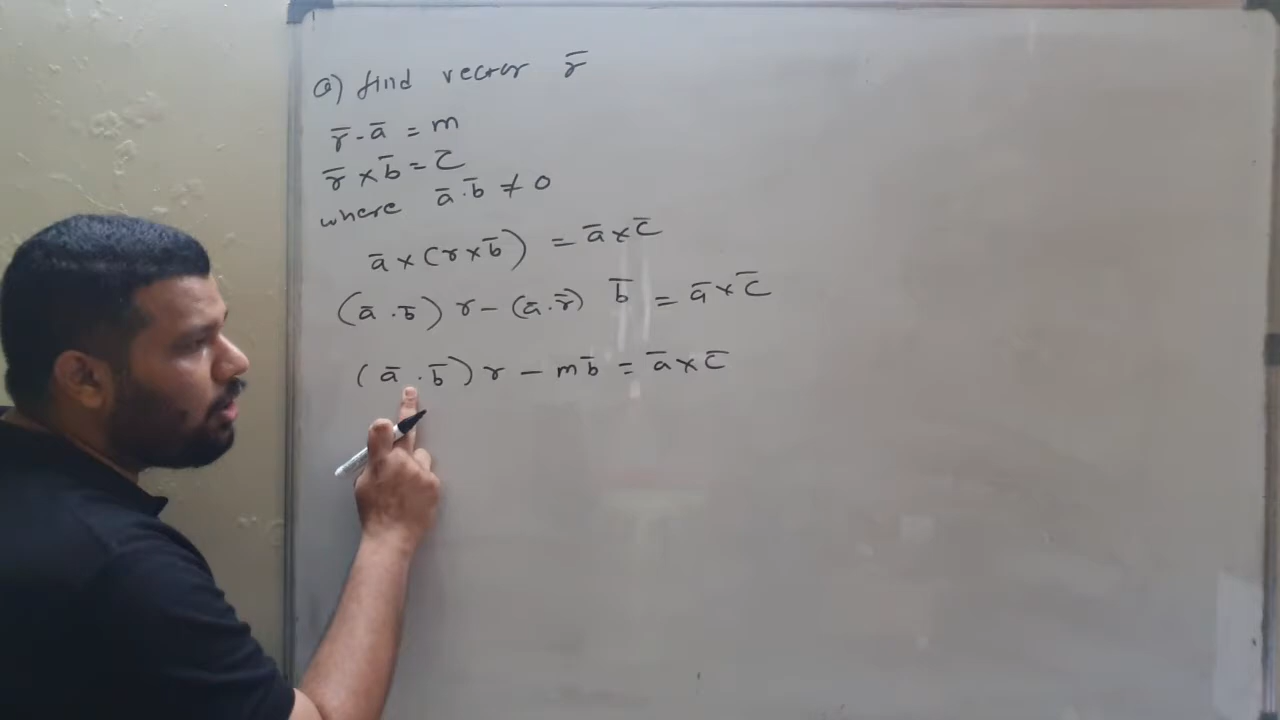 Q) find vector r̄
r̄ . ā = m
r̄ × b̄ = c̄
where ā . b̄ ≠ 0
ā × (r × b̄) = ā × c̄
(ā . b̄) r – (ā . r̄) b̄ = ā × c̄
(ā . b̄) r – m b̄ = ā × c̄